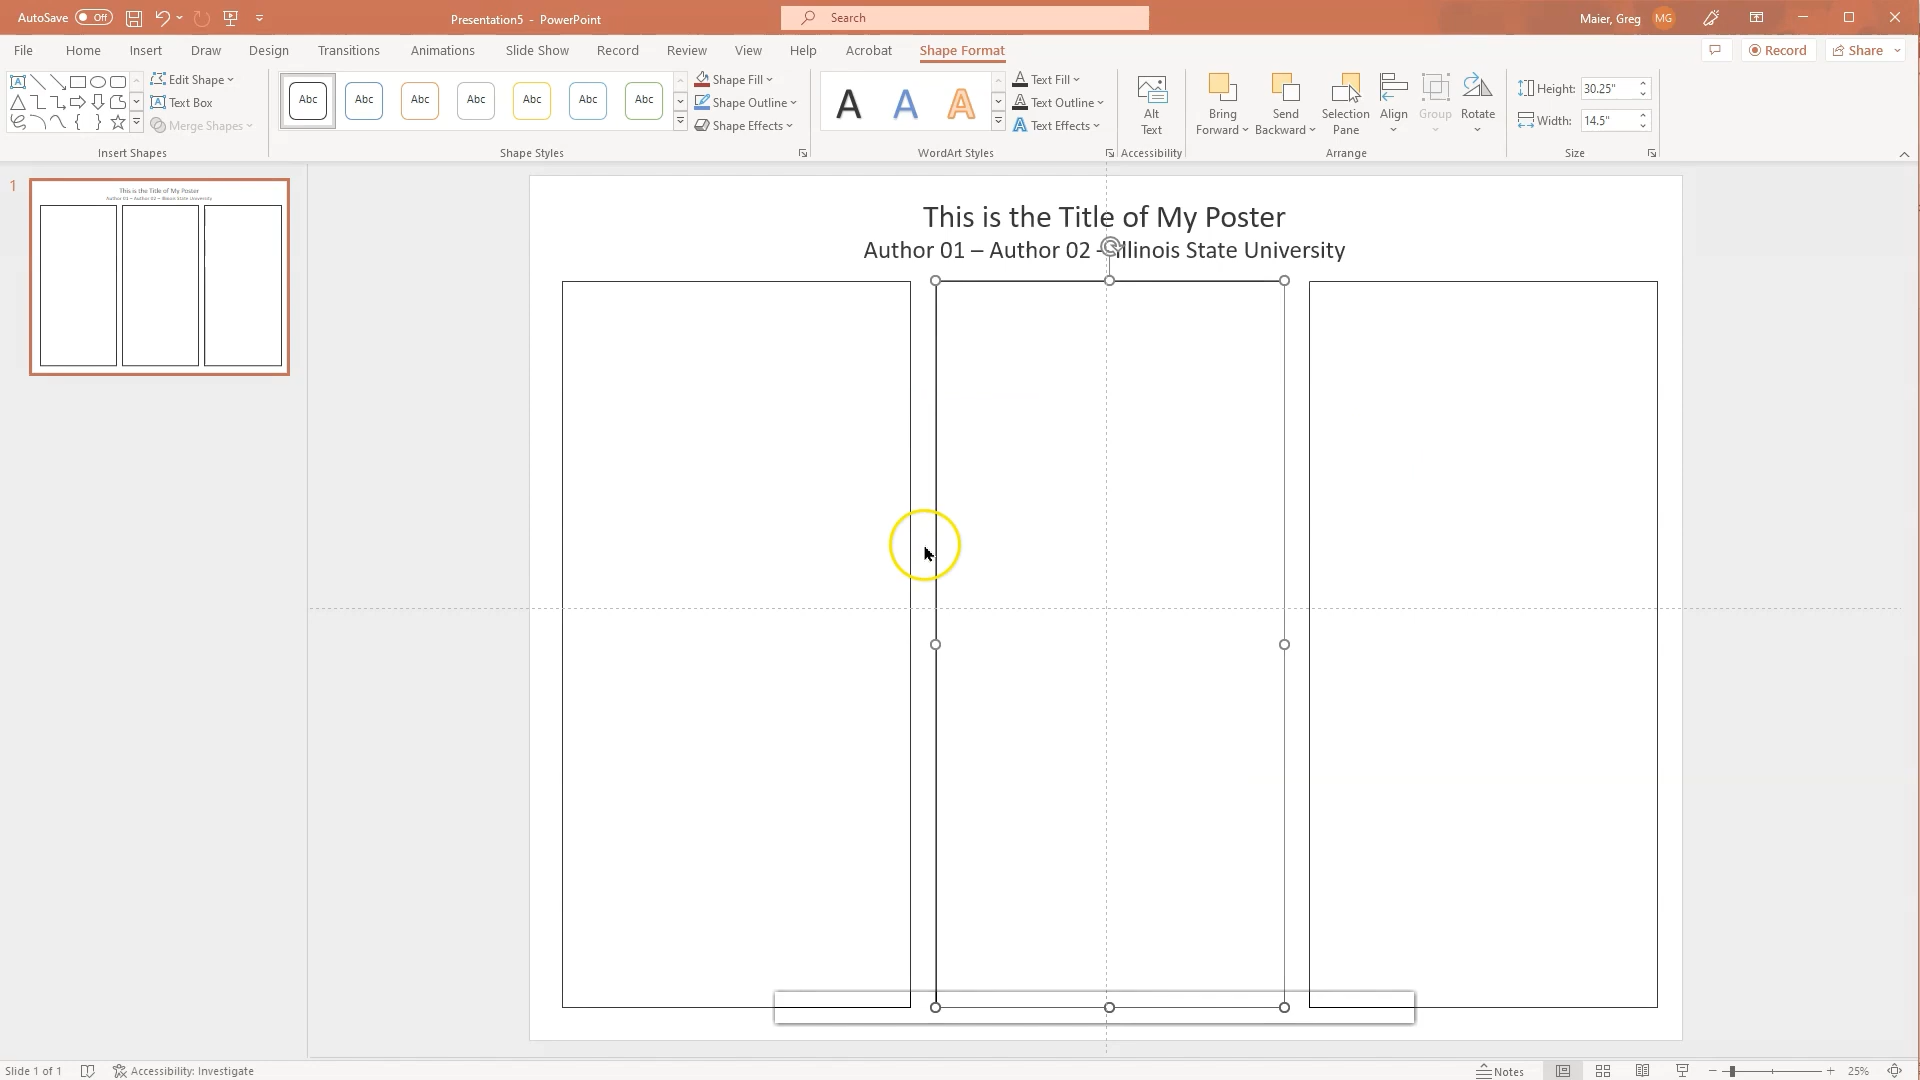 AutoSave Off
Presentation5 - PowerPoint
Search
Maier, Greg MG
File Home Insert Draw Design Transitions Animations Slide Show Record Review View Help Acrobat Shape Format
Record Share
Edit Shape
Text Box
Merge Shapes
Insert Shapes
Abc Abc Abc Abc Abc Abc Abc
Shape Fill
Shape Outline
Shape Effects
Shape Styles
A A A
Text Fill
Text Outline
Text Effects
WordArt Styles
Alt Text
Accessibility
Bring Forward
Send Backward
Selection Pane
Align
Group
Rotate
Arrange
Height: 30.25"
Width: 14.5"
Size
1
This is the Title of My Poster
Author 01 – Author 02 – Illinois State University
This is the Title of My Poster
Author 01 – Author 02 - Illinois State University
Slide 1 of 1
Accessibility: Investigate
Notes
25%